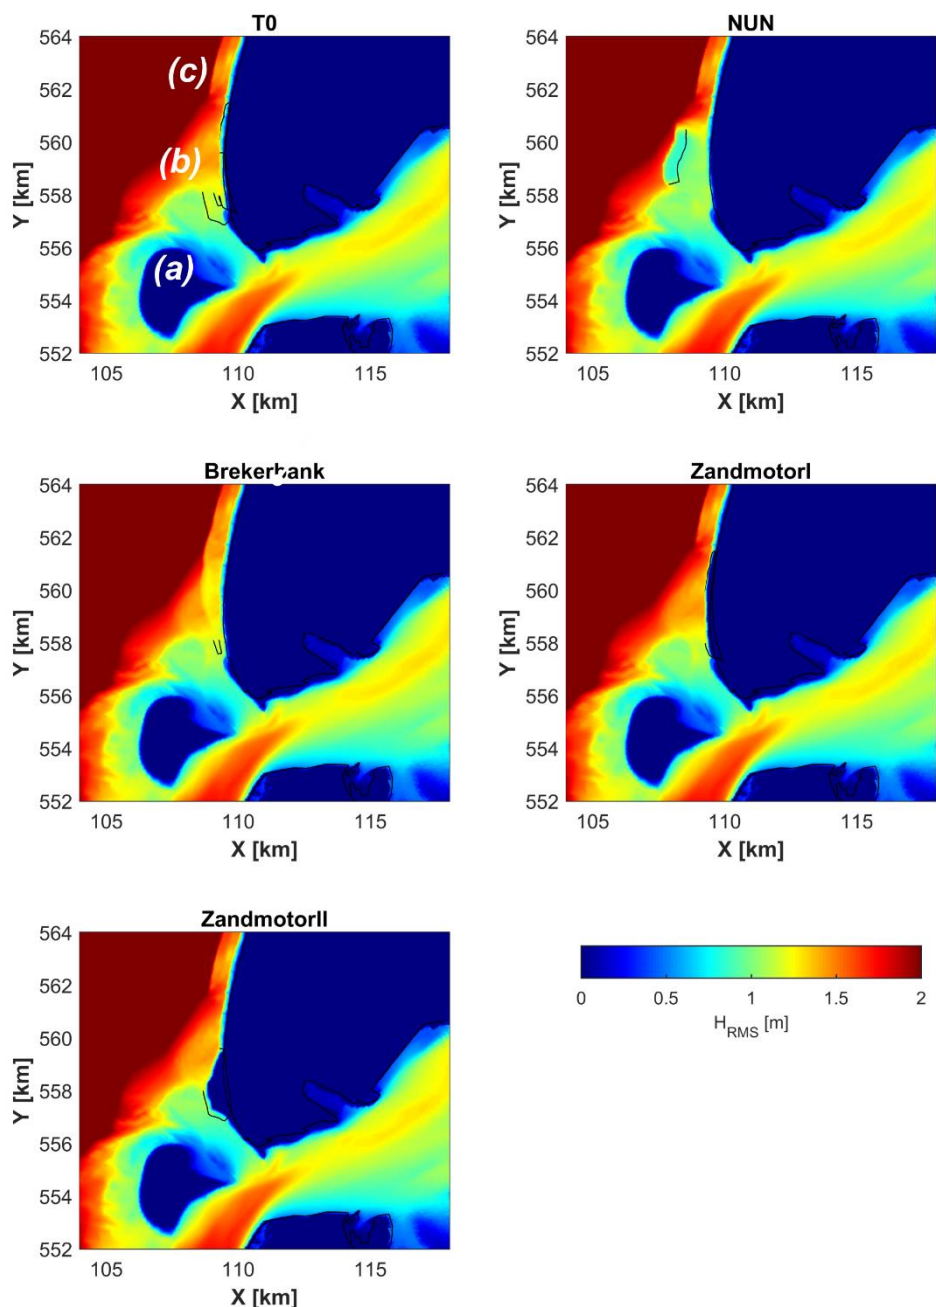 T0
NUN
564
562
560
558
556
554
552
Y [km]
(c)
(b)
(a)
105
110
115
X [km]
564
562
560
558
556
554
552
Y [km]
105
110
115
X [km]
Brekerbank
ZandmotorI
564
562
560
558
556
554
552
Y [km]
105
110
115
X [km]
564
562
560
558
556
554
552
Y [km]
105
110
115
X [km]
ZandmotorII
564
562
560
558
556
554
552
Y [km]
105
110
115
X [km]
0
0.5
1
1.5
2
H_RMS [m]